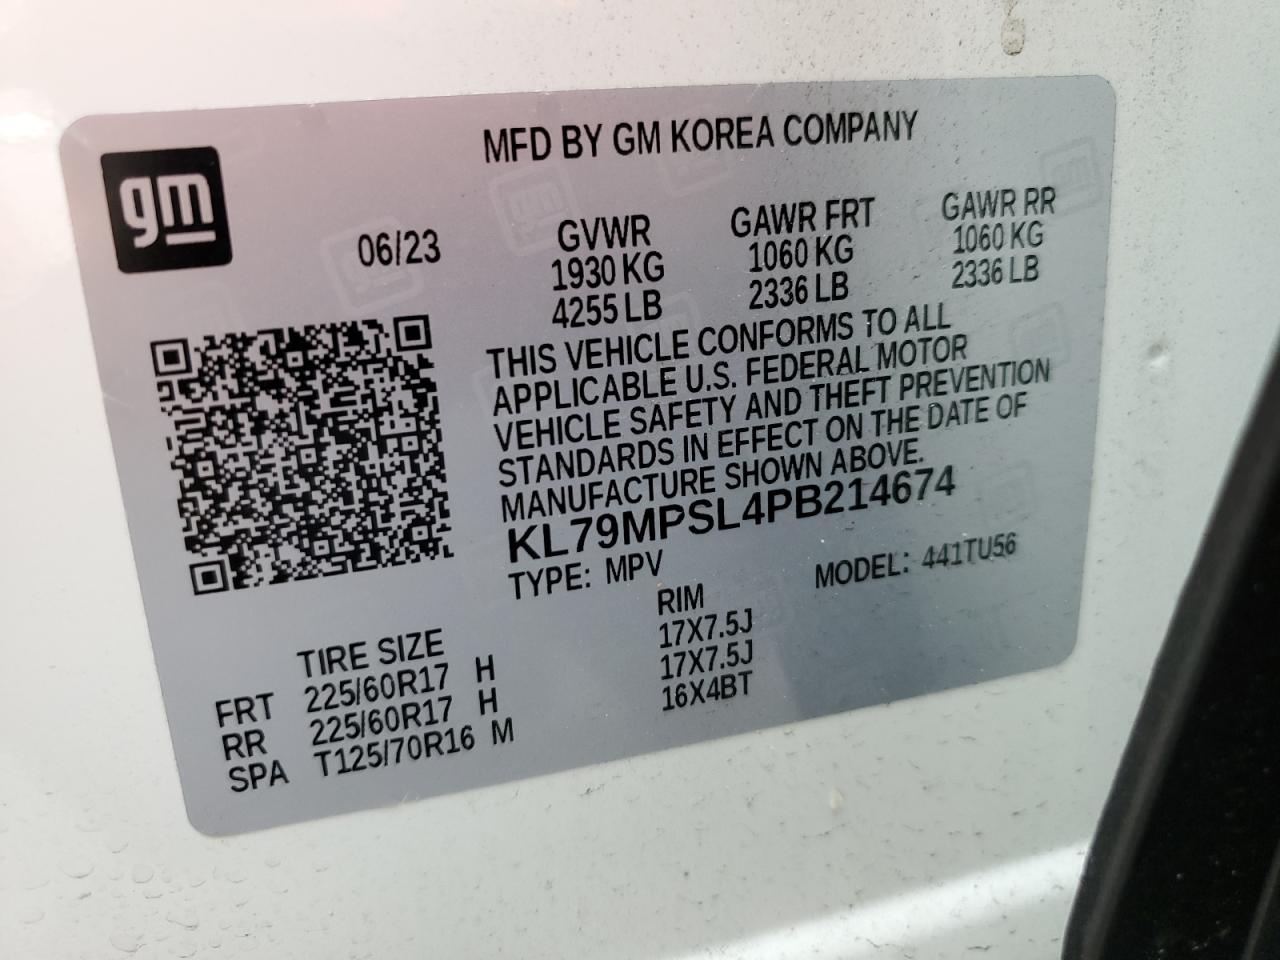 MFD BY GM KOREA COMPANY
gm
06/23
GVWR GAWR FRT GAWR RR
1930 KG 1060 KG 1060 KG
4255 LB 2336 LB 2336 LB
THIS VEHICLE CONFORMS TO ALL
APPLICABLE U.S. FEDERAL MOTOR
VEHICLE SAFETY AND THEFT PREVENTION
STANDARDS IN EFFECT ON THE DATE OF
MANUFACTURE SHOWN ABOVE.
KL79MPSL4PB214674
TYPE: MPV MODEL: 441TU56
TIRE SIZE RIM
FRT 225/60R17 H 17X7.5J
RR 225/60R17 H 17X7.5J
SPA T125/70R16 M 16X4BT